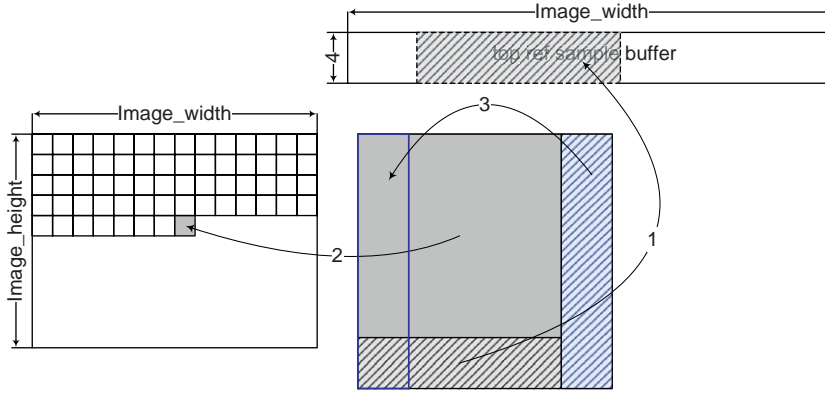 Image_width
4
top ref sample buffer
Image_width
3
Image_height
1
2